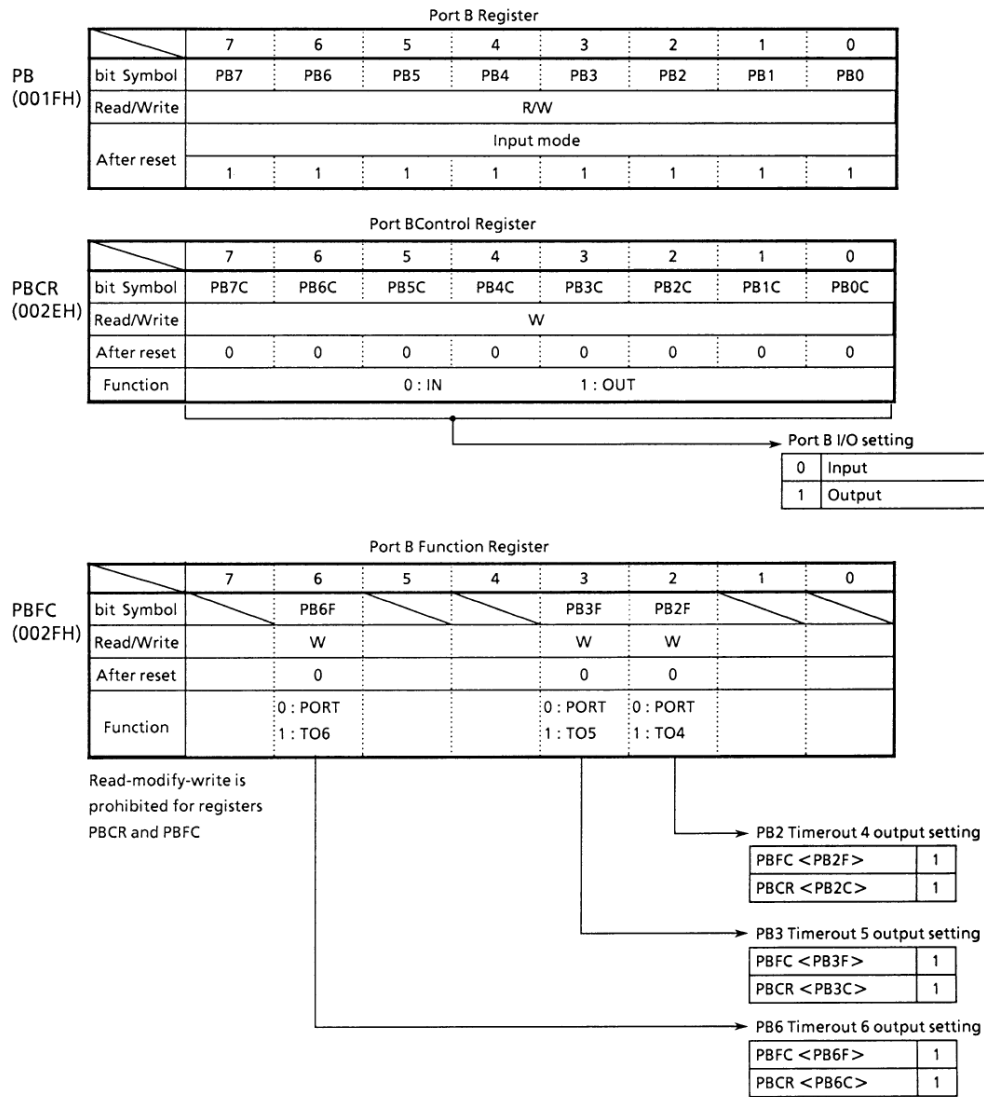 Port B Register
7 6 5 4 3 2 1 0
PB
(001FH)
bit Symbol PB7 PB6 PB5 PB4 PB3 PB2 PB1 PB0
Read/Write R/W
After reset Input mode
1 1 1 1 1 1 1 1
Port BControl Register
7 6 5 4 3 2 1 0
PBCR
(002EH)
bit Symbol PB7C PB6C PB5C PB4C PB3C PB2C PB1C PB0C
Read/Write W
After reset 0 0 0 0 0 0 0 0
Function 0 : IN 1 : OUT
Port B I/O setting
0 Input
1 Output
Port B Function Register
7 6 5 4 3 2 1 0
PBFC
(002FH)
bit Symbol PB6F PB3F PB2F
Read/Write W W W
After reset 0 0 0
Function
0 : PORT 0 : PORT 0 : PORT
1 : TO6 1 : TO5 1 : TO4
Read-modify-write is
prohibited for registers
PBCR and PBFC
PB2 Timerout 4 output setting
PBFC <PB2F> 1
PBCR <PB2C> 1
PB3 Timerout 5 output setting
PBFC <PB3F> 1
PBCR <PB3C> 1
PB6 Timerout 6 output setting
PBFC <PB6F> 1
PBCR <PB6C> 1